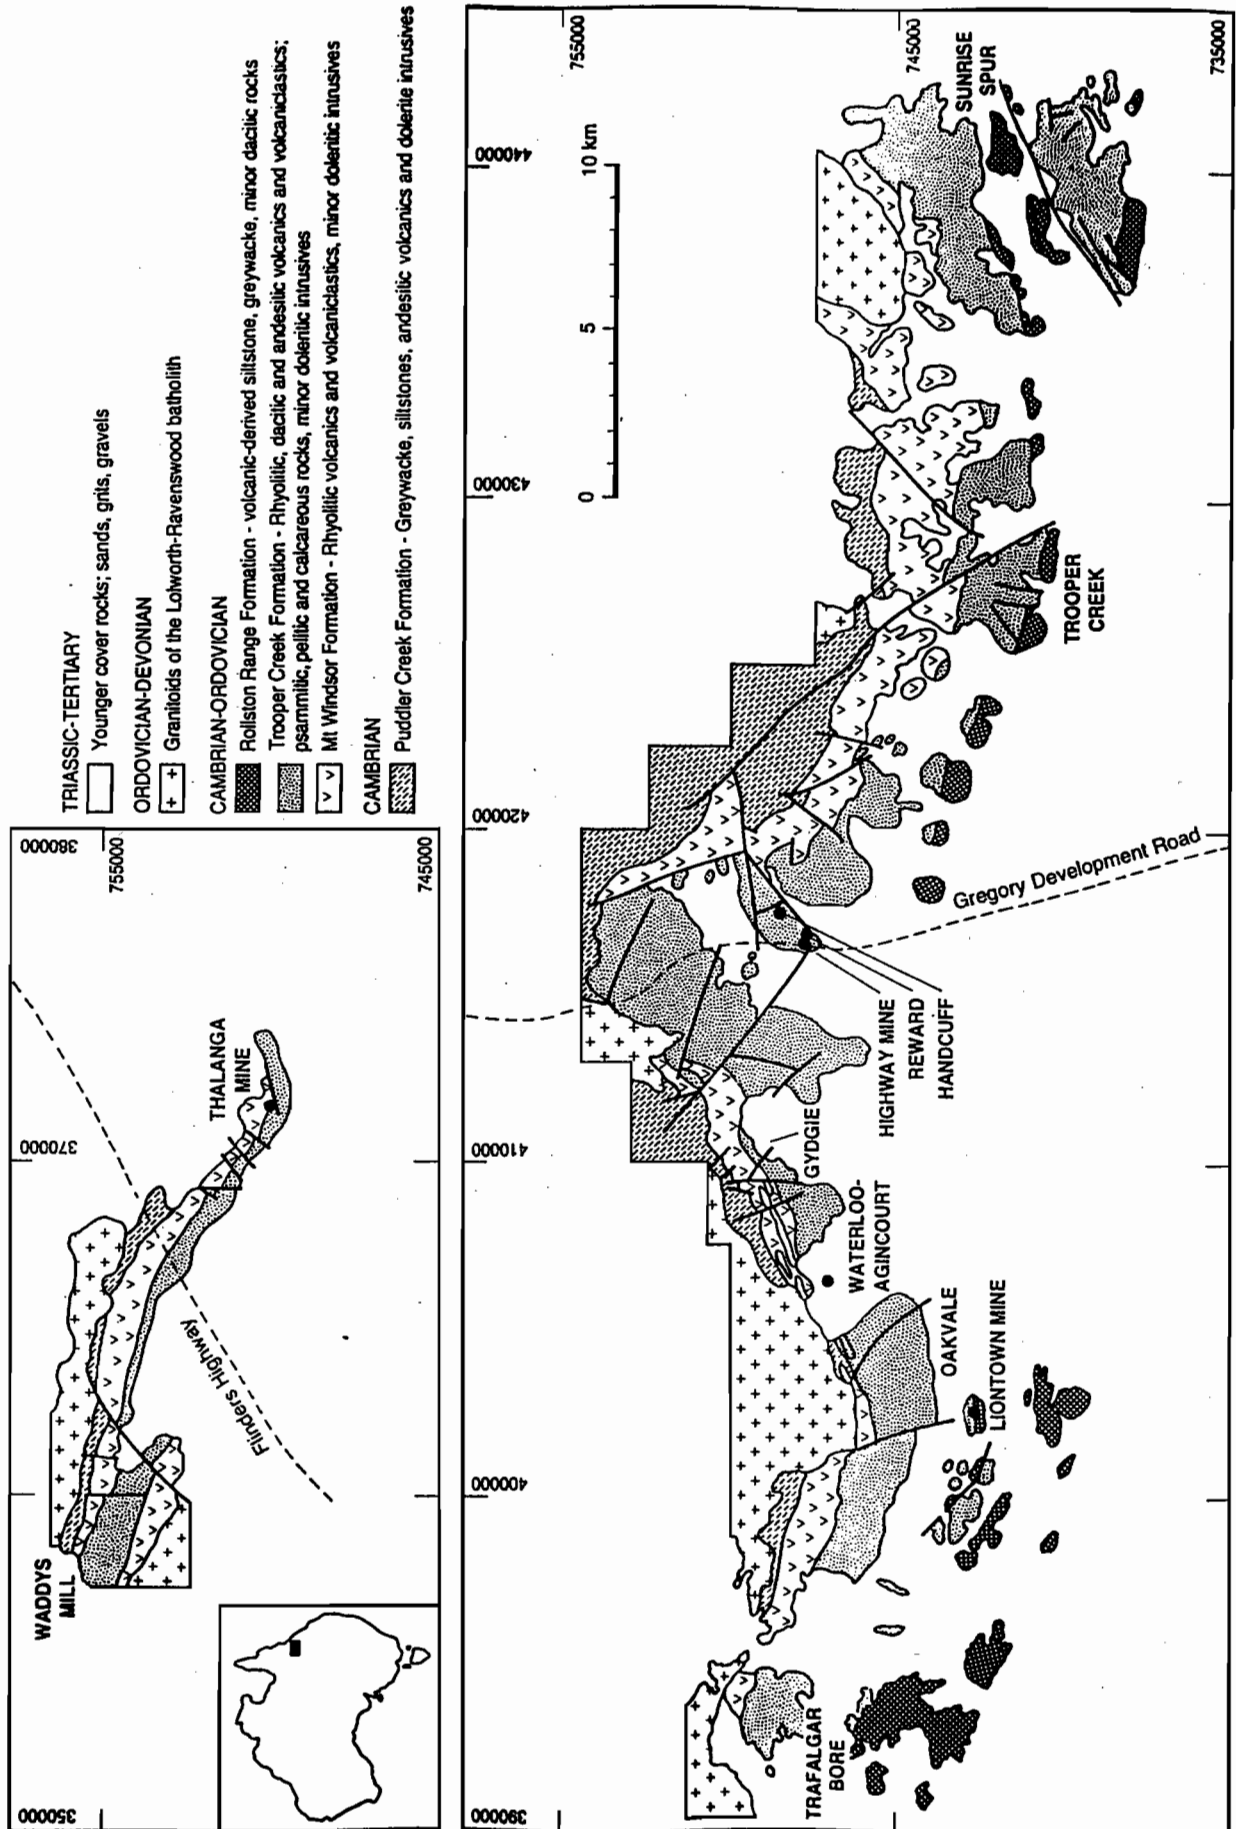 TRIASSIC-TERTIARY
Younger cover rocks; sands, grits, gravels
ORDOVICIAN-DEVONIAN
Granitoids of the Lolworth-Ravenswood batholith
CAMBRIAN-ORDOVICIAN
Rollston Range Formation - volcanic-derived siltstone, greywacke, minor dacitic rocks
Trooper Creek Formation - Rhyolitic, dacitic and andesitic volcanics and volcaniclastics;
psammitic, pelitic and calcareous rocks, minor doleritic intrusives
Mt Windsor Formation - Rhyolitic volcanics and volcaniclastics, minor doleritic intrusives
CAMBRIAN
Puddler Creek Formation - Greywacke, siltstones, andesitic volcanics and dolerite intrusives
350000
370000
380000
755000
745000
WADDYS
MILL
THALANGA
MINE
Flinders Highway
390000
400000
410000
420000
430000
440000
755000
745000
735000
0
5
10 km
TRAFALGAR
BORE
LIONTOWN MINE
OAKVALE
WATERLOO-
AGINCOURT
GYDGIE
HIGHWAY MINE
REWARD
HANDCUFF
Gregory Development Road
TROOPER
CREEK
SUNRISE
SPUR